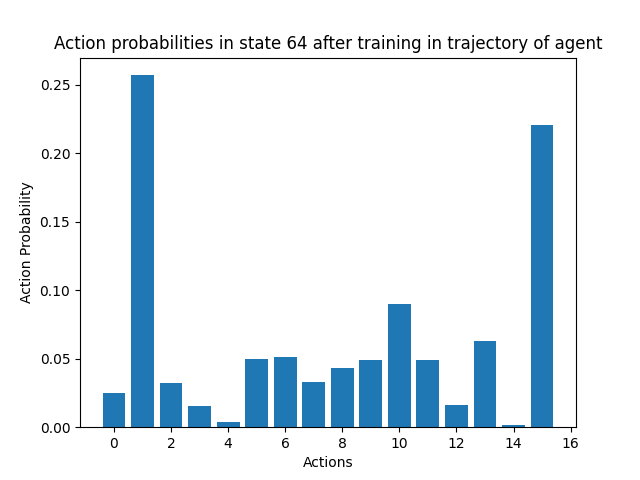 Action probabilities in state 64 after training in trajectory of agent
0.25
0.20
0.15
0.10
0.05
0.00
Action Probability
0 2 4 6 8 10 12 14 16
Actions